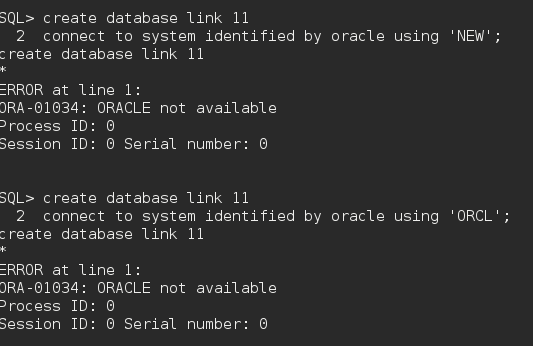 SQL> create database link 11
  2  connect to system identified by oracle using 'NEW';
create database link 11
*
ERROR at line 1:
ORA-01034: ORACLE not available
Process ID: 0
Session ID: 0 Serial number: 0
SQL> create database link 11
  2  connect to system identified by oracle using 'ORCL';
create database link 11
*
ERROR at line 1:
ORA-01034: ORACLE not available
Process ID: 0
Session ID: 0 Serial number: 0